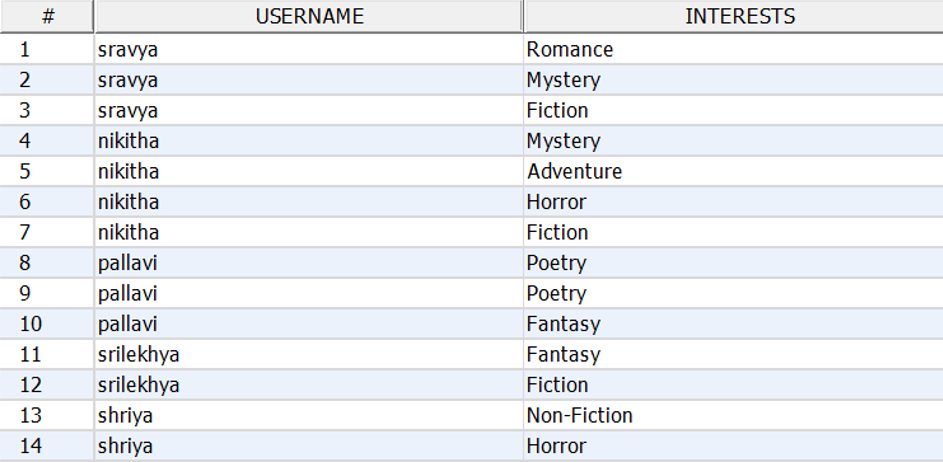 # USERNAME INTERESTS
1 sravya Romance
2 sravya Mystery
3 sravya Fiction
4 nikitha Mystery
5 nikitha Adventure
6 nikitha Horror
7 nikitha Fiction
8 pallavi Poetry
9 pallavi Poetry
10 pallavi Fantasy
11 srilekhya Fantasy
12 srilekhya Fiction
13 shriya Non-Fiction
14 shriya Horror